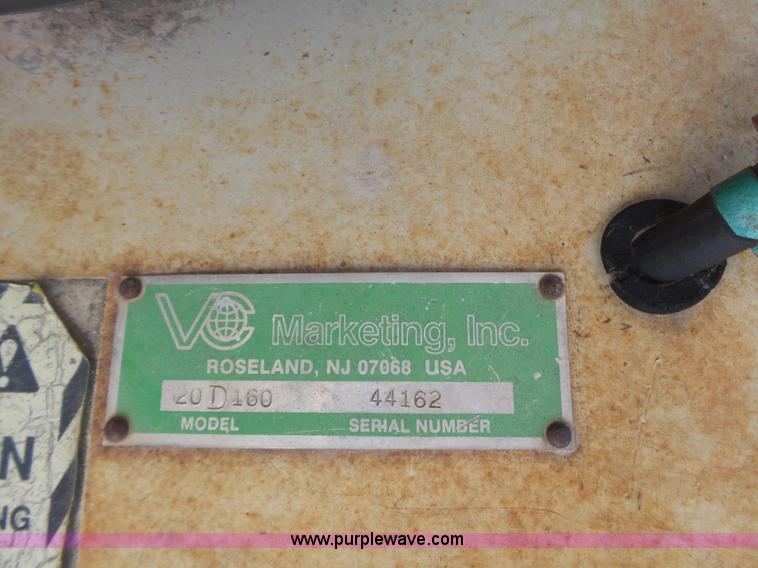 VC Marketing, Inc.
ROSELAND, NJ 07068 USA
20D160 44162
MODEL SERIAL NUMBER
N
NG
www.purplewave.com